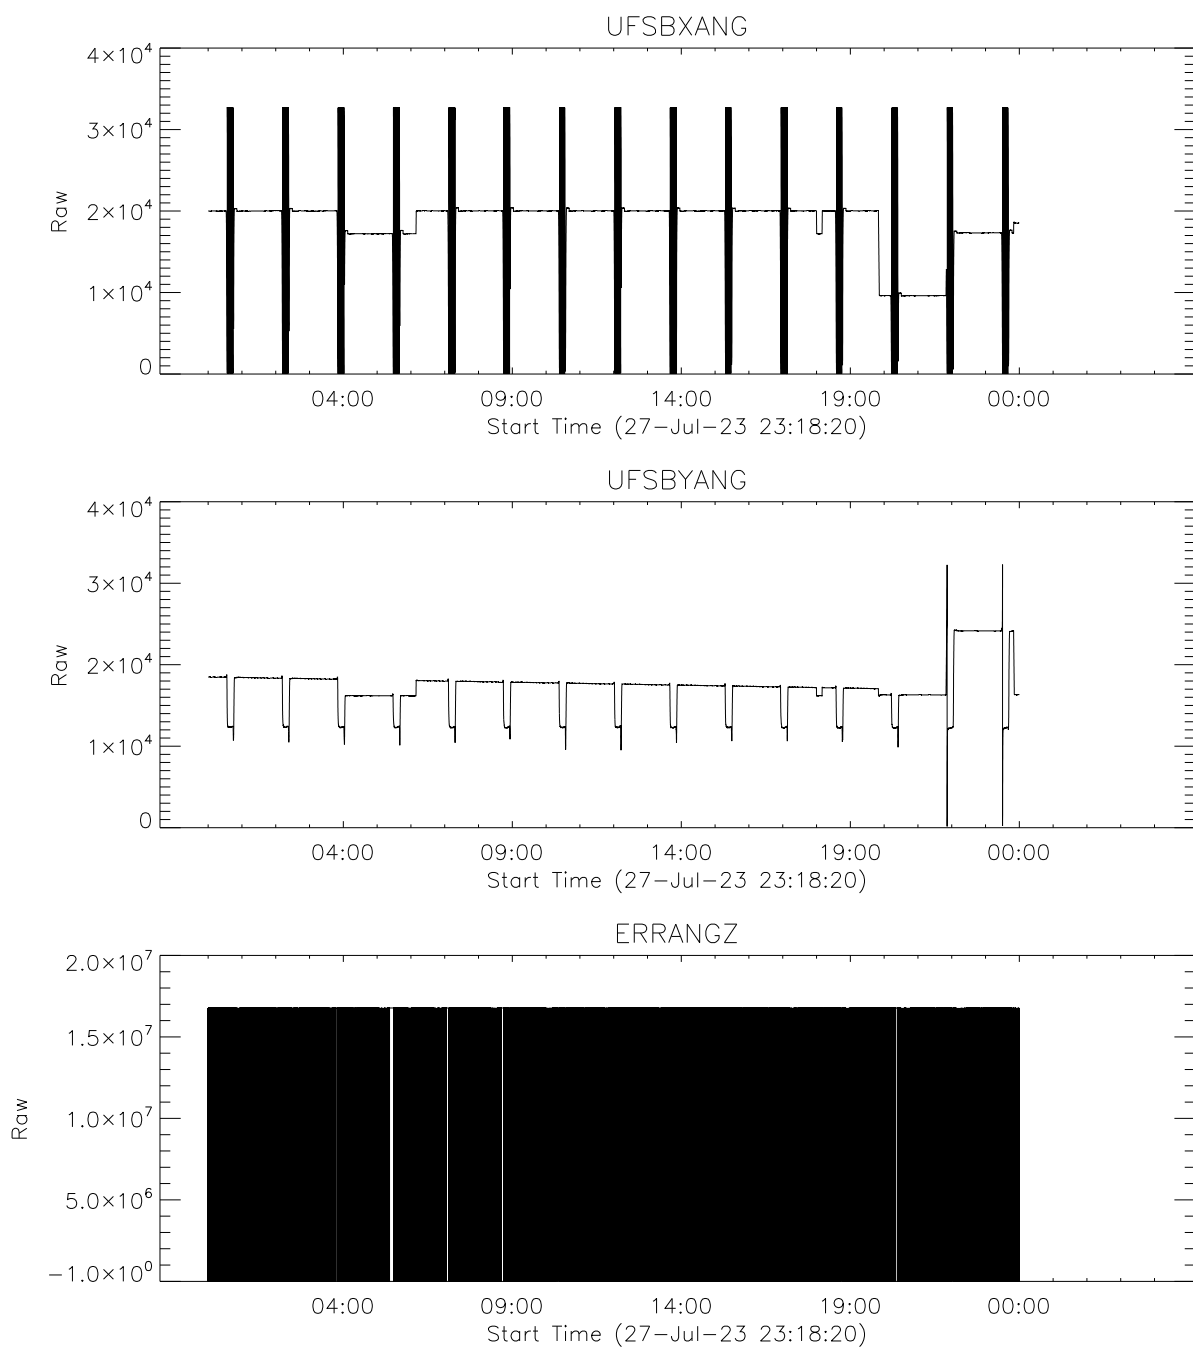 UFSBXANG
4×10⁴
3×10⁴
2×10⁴
1×10⁴
0
Raw
04:00 09:00 14:00 19:00 00:00
Start Time (27-Jul-23 23:18:20)
UFSBYANG
4×10⁴
3×10⁴
2×10⁴
1×10⁴
0
Raw
04:00 09:00 14:00 19:00 00:00
Start Time (27-Jul-23 23:18:20)
ERRANGZ
2.0×10⁷
1.5×10⁷
1.0×10⁷
5.0×10⁶
-1.0×10⁰
Raw
04:00 09:00 14:00 19:00 00:00
Start Time (27-Jul-23 23:18:20)